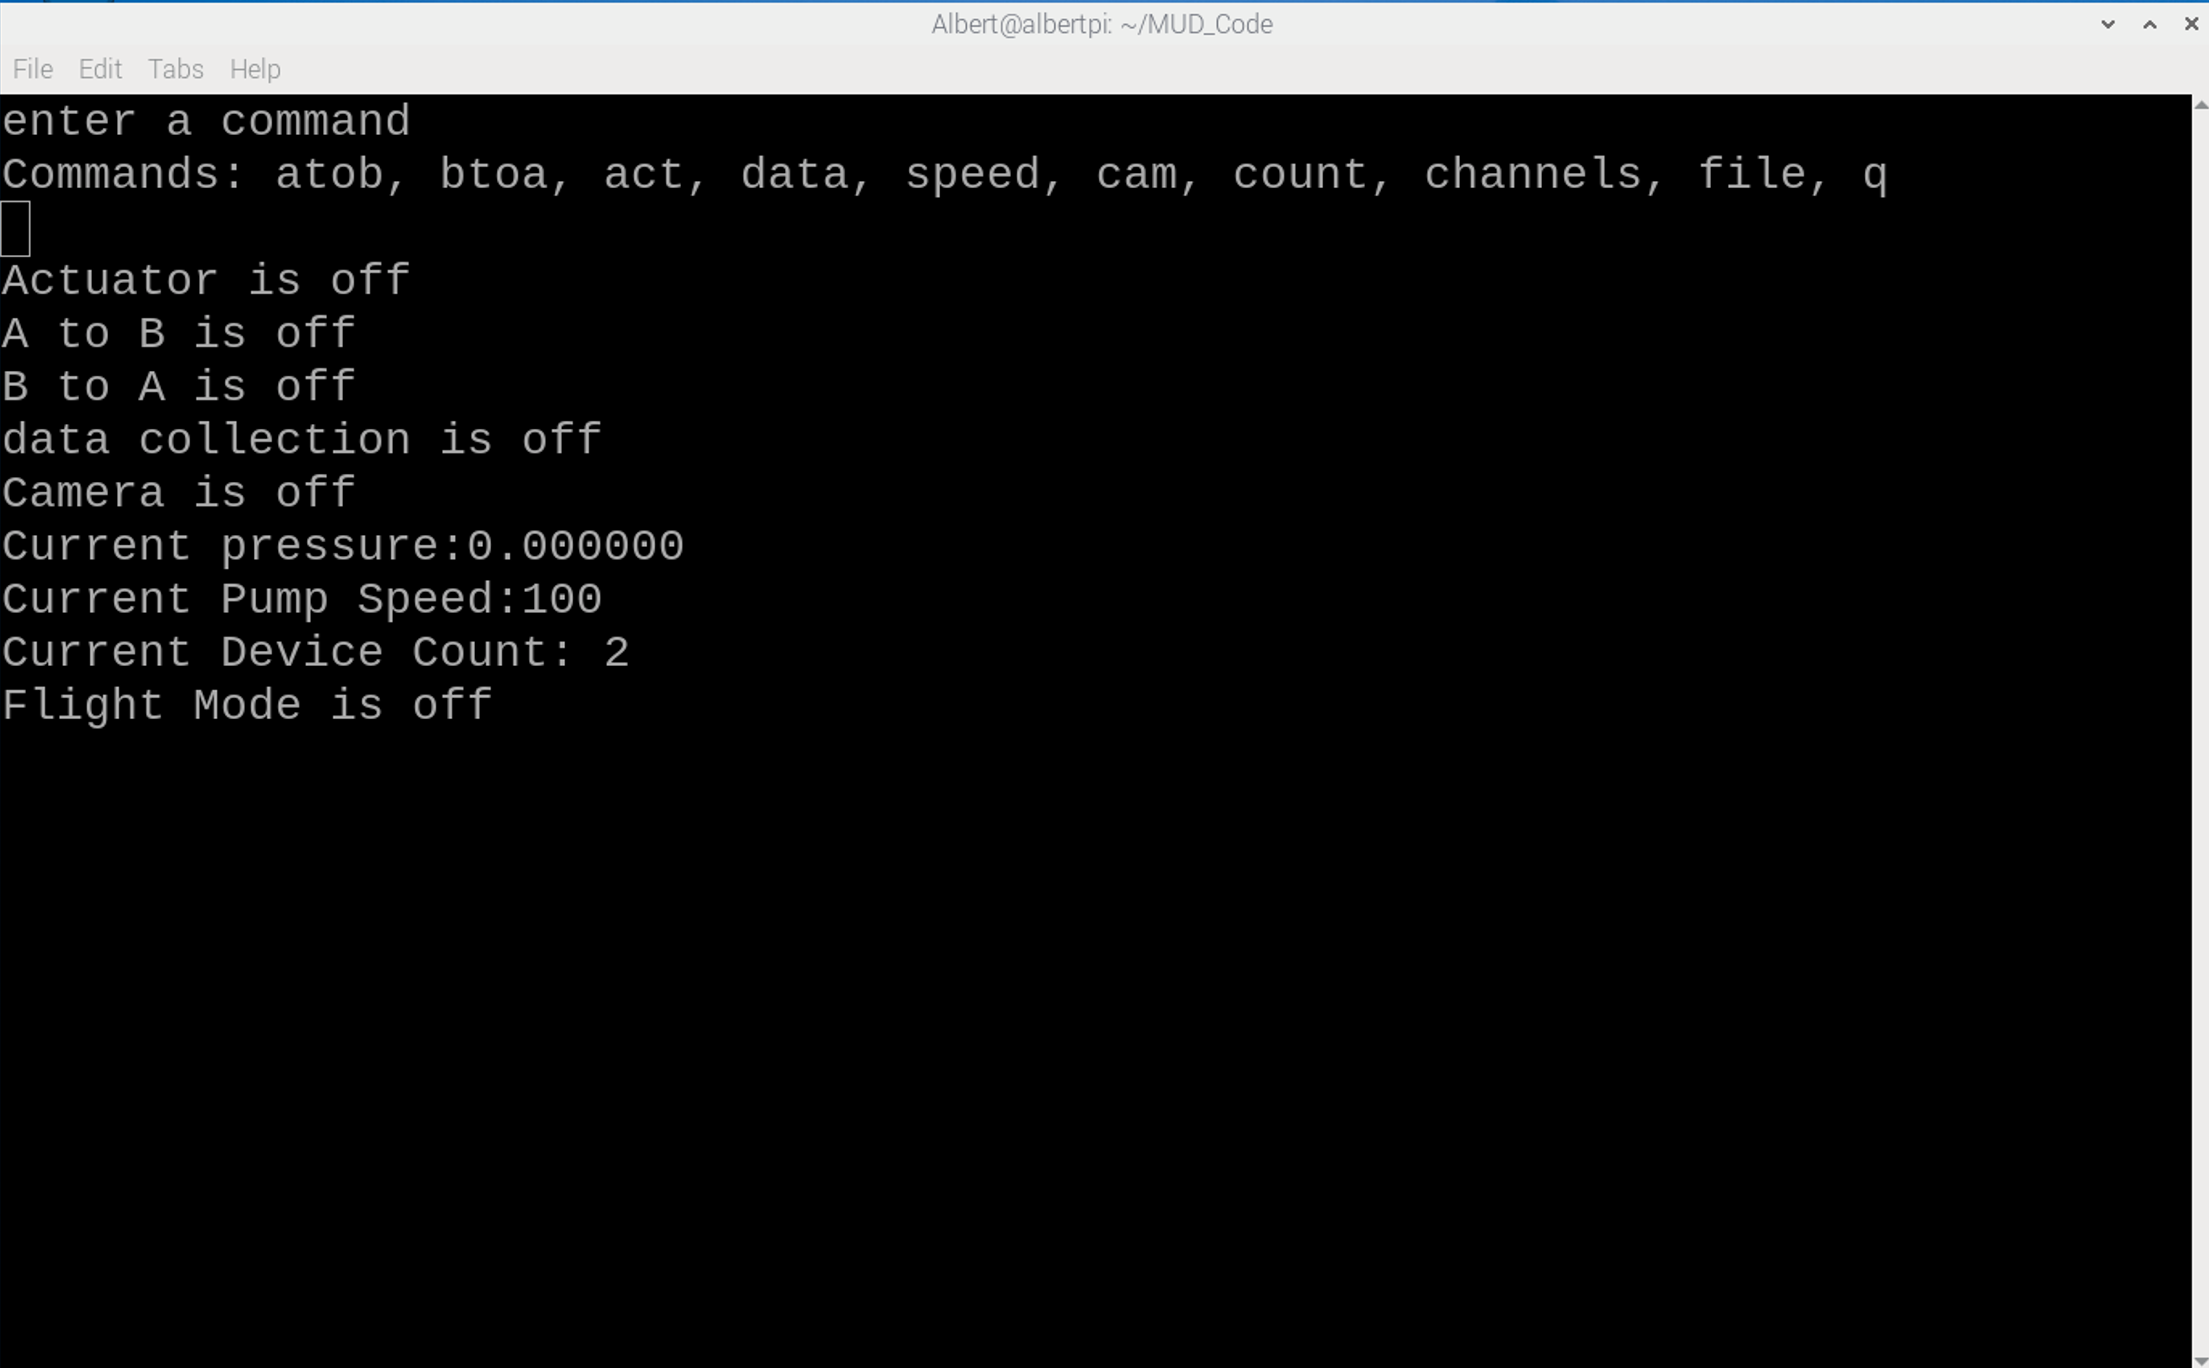 Albert@albertpi: ~/MUD_Code
File Edit Tabs Help
enter a command
Commands: atob, btoa, act, data, speed, cam, count, channels, file, q
Actuator is off
A to B is off
B to A is off
data collection is off
Camera is off
Current pressure:0.000000
Current Pump Speed:100
Current Device Count: 2
Flight Mode is off